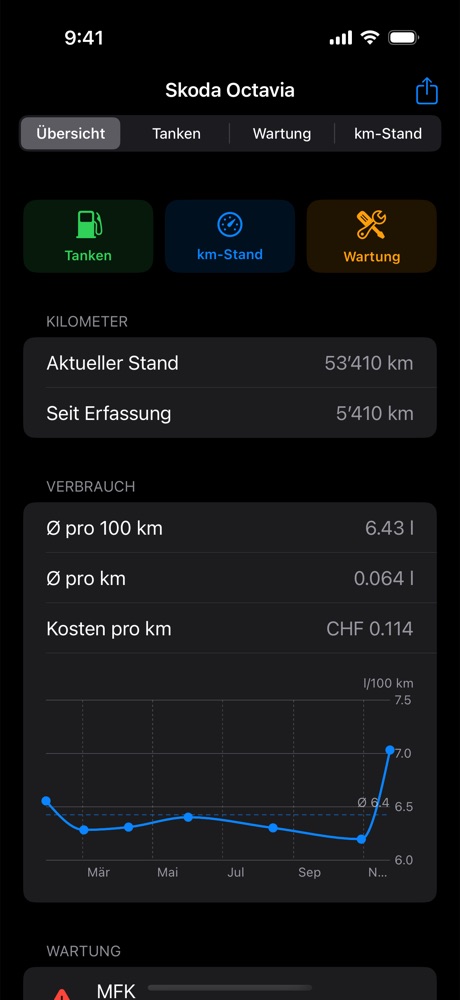 9:41
Skoda Octavia
Übersicht Tanken Wartung km-Stand
Tanken km-Stand Wartung
KILOMETER
Aktueller Stand 53’410 km
Seit Erfassung 5’410 km
VERBRAUCH
Ø pro 100 km 6.43 l
Ø pro km 0.064 l
Kosten pro km CHF 0.114
l/100 km
7.5
7.0
Ø 6.4
6.5
6.0
Mär Mai Jul Sep N...
WARTUNG
MFK